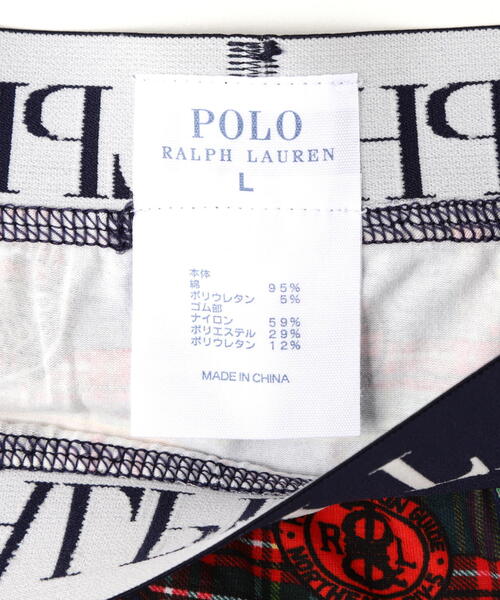 POLO
RALPH LAUREN
L
本体
綿 95%
ポリウレタン 5%
ゴム部
ナイロン 59%
ポリエステル 29%
ポリウレタン 12%
MADE IN CHINA